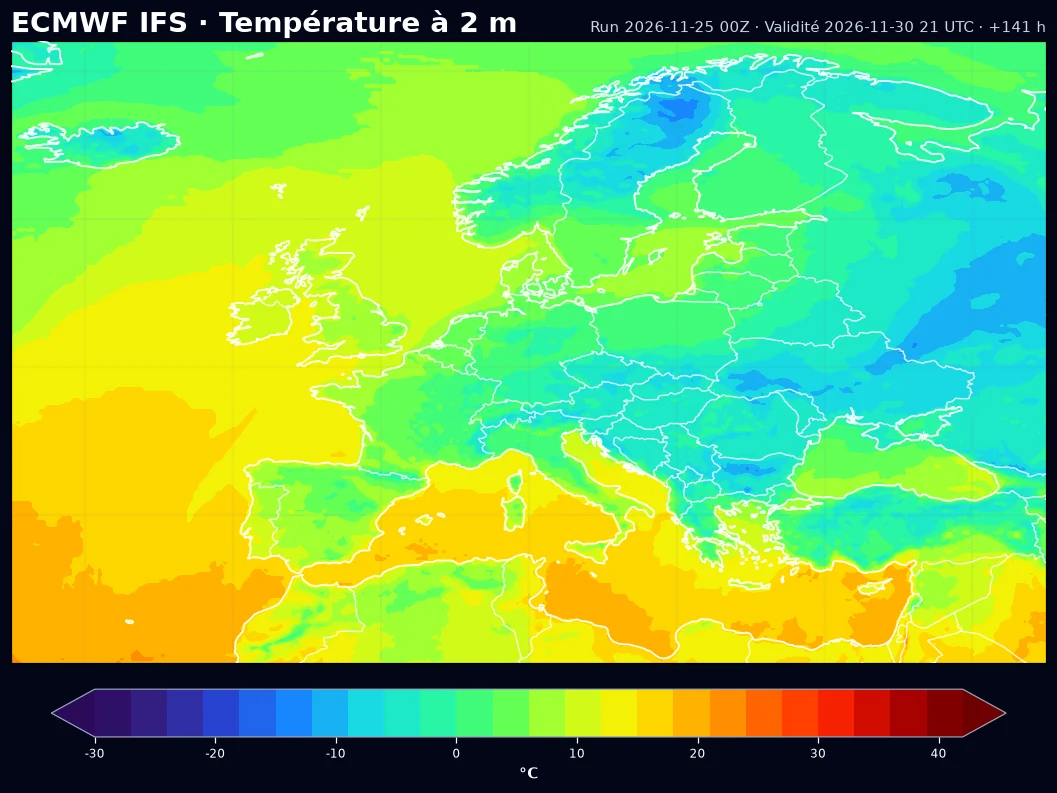 ECMWF IFS · Température à 2 m
Run 2026-11-25 00Z · Validité 2026-11-30 21 UTC · +141 h
-30 -20 -10 0 10 20 30 40
°C